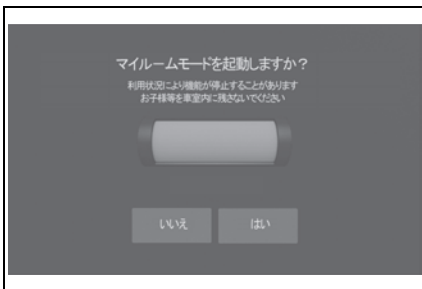 マイルームモードを起動しますか？
利用状況により機能が停止することがあります
お子様等を車室内に残さないでください
いいえ はい